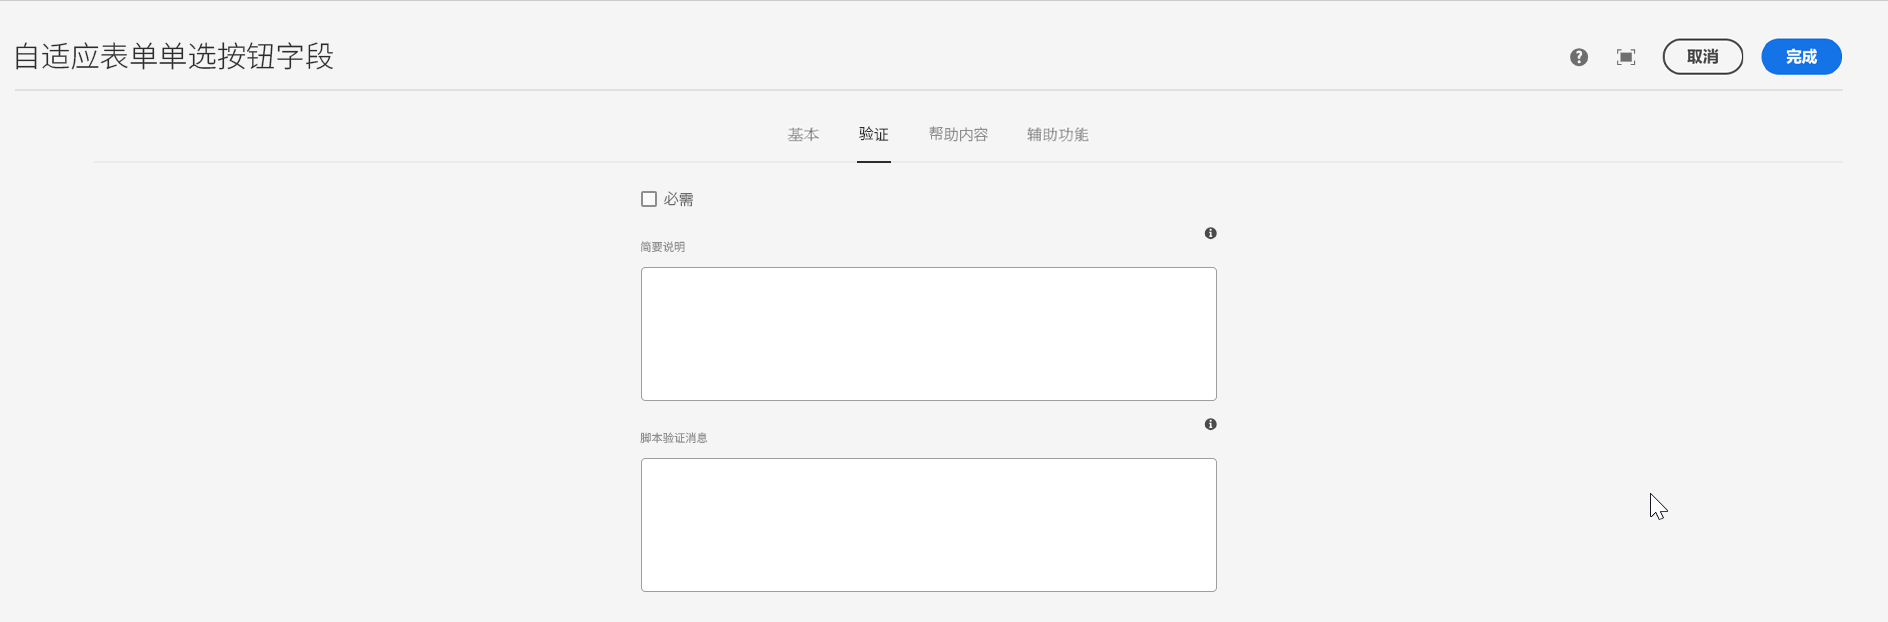 自适应表单单选按钮字段
取消 完成
基本 验证 帮助内容 辅助功能
必需
简要说明
脚本验证消息